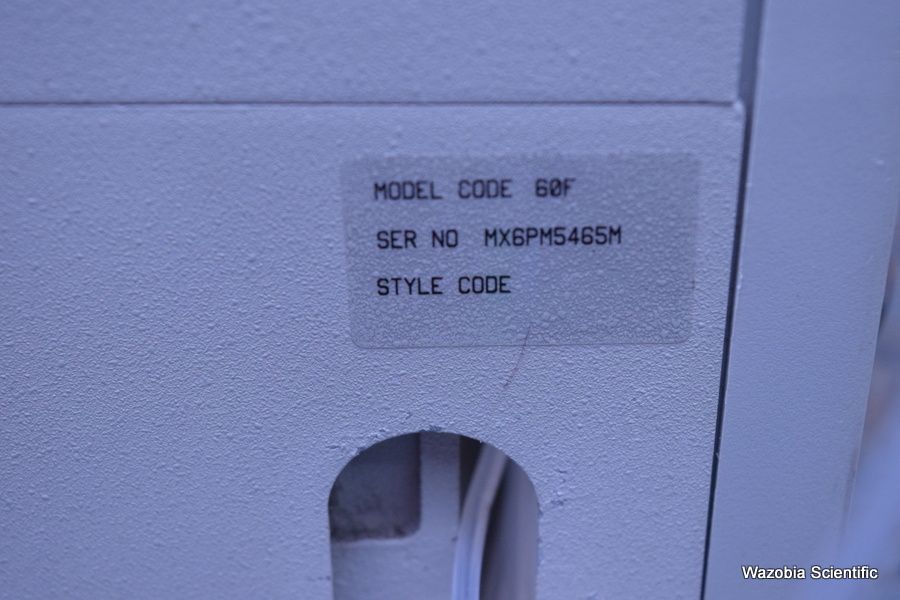 MODEL CODE 60F
SER NO MX6PM5465M
STYLE CODE
Wazobia Scientific